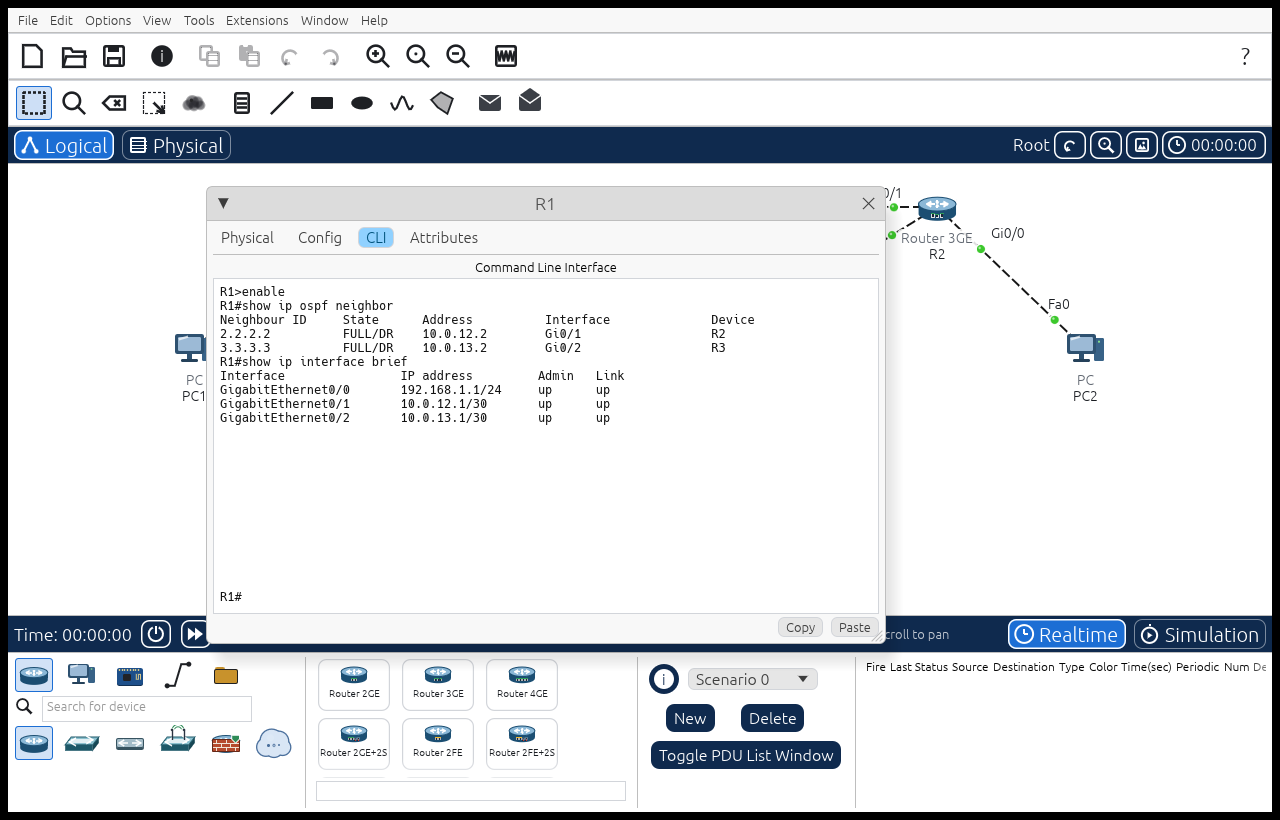 File Edit Options View Tools Extensions Window Help
?
Logical Physical Root 00:00:00
R1
Physical Config CLI Attributes
Command Line Interface
R1>enable
R1#show ip ospf neighbor
Neighbour ID State Address Interface Device
2.2.2.2 FULL/DR 10.0.12.2 Gi0/1 R2
3.3.3.3 FULL/DR 10.0.13.2 Gi0/2 R3
R1#show ip interface brief
Interface IP address Admin Link
GigabitEthernet0/0 192.168.1.1/24 up up
GigabitEthernet0/1 10.0.12.1/30 up up
GigabitEthernet0/2 10.0.13.1/30 up up
R1#
Copy Paste
0/1
Router 3GE
R2
Gi0/0
Fa0
PC
PC1
PC
PC2
Time: 00:00:00 croll to pan Realtime Simulation
Search for device
Router 2GE Router 3GE Router 4GE
Router 2GE+2S Router 2FE Router 2FE+2S
Scenario 0
New Delete
Toggle PDU List Window
Fire Last Status Source Destination Type Color Time(sec) Periodic Num De